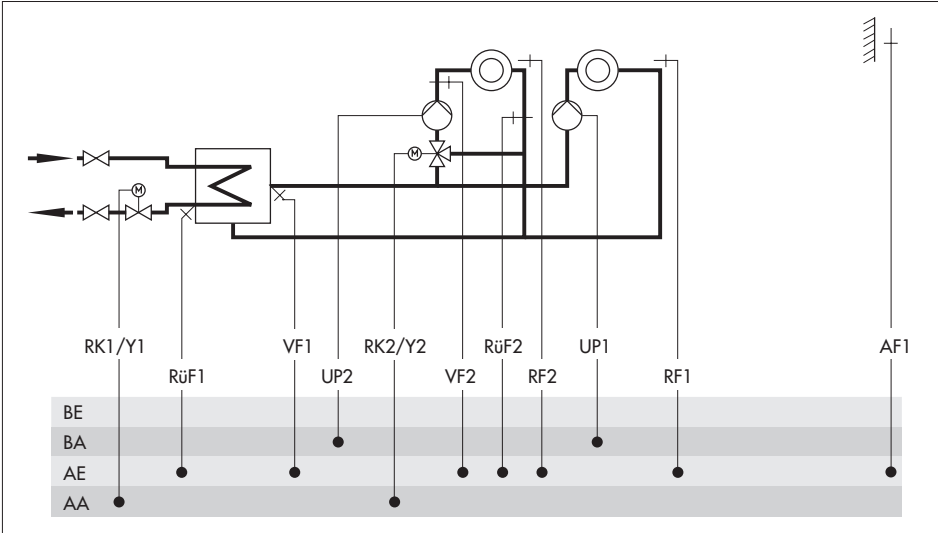 M
M
RK1/Y1 VF1 RK2/Y2 RüF2 UP1 AF1
RüF1 UP2 VF2 RF2 RF1
BE
BA
AE
AA